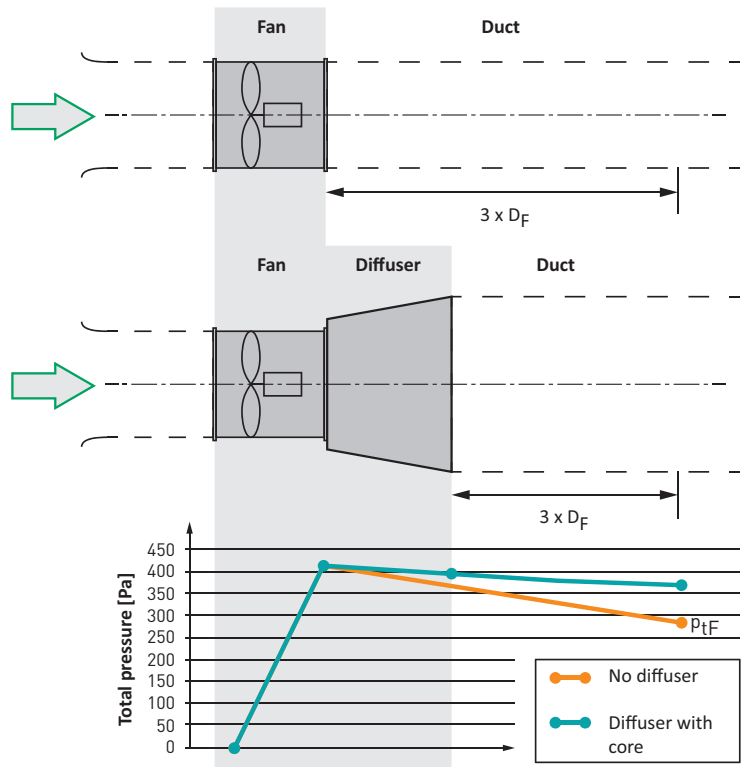 Fan
Duct
3 x DF
Fan
Diffuser
Duct
3 x DF
Total pressure [Pa]
450
400
350
300
250
200
150
100
50
0
ptF
No diffuser
Diffuser with
core